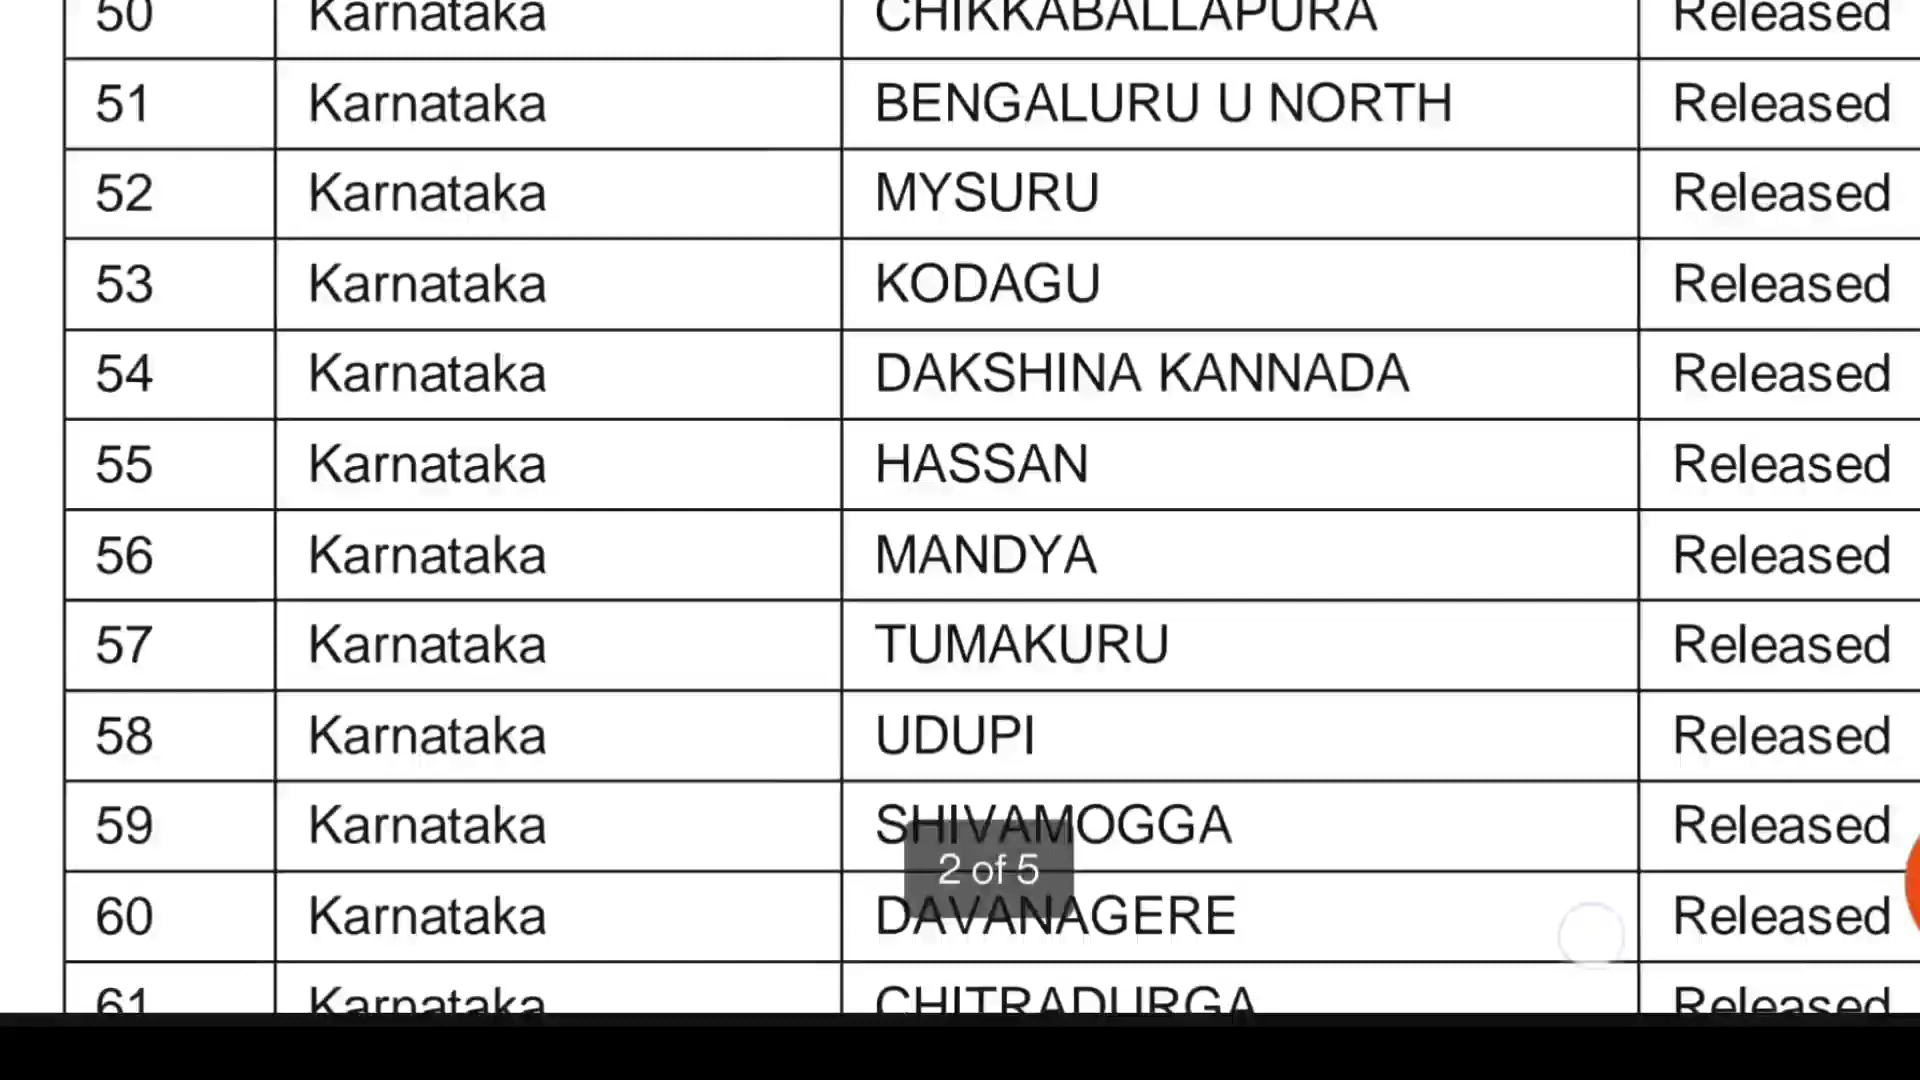 50 Karnataka CHIKKABALLAPURA Released
51 Karnataka BENGALURU U NORTH Released
52 Karnataka MYSURU Released
53 Karnataka KODAGU Released
54 Karnataka DAKSHINA KANNADA Released
55 Karnataka HASSAN Released
56 Karnataka MANDYA Released
57 Karnataka TUMAKURU Released
58 Karnataka UDUPI Released
59 Karnataka SHIVAMOGGA Released
2 of 5
60 Karnataka DAVANAGERE Released
61 Karnataka CHITRADURGA Released